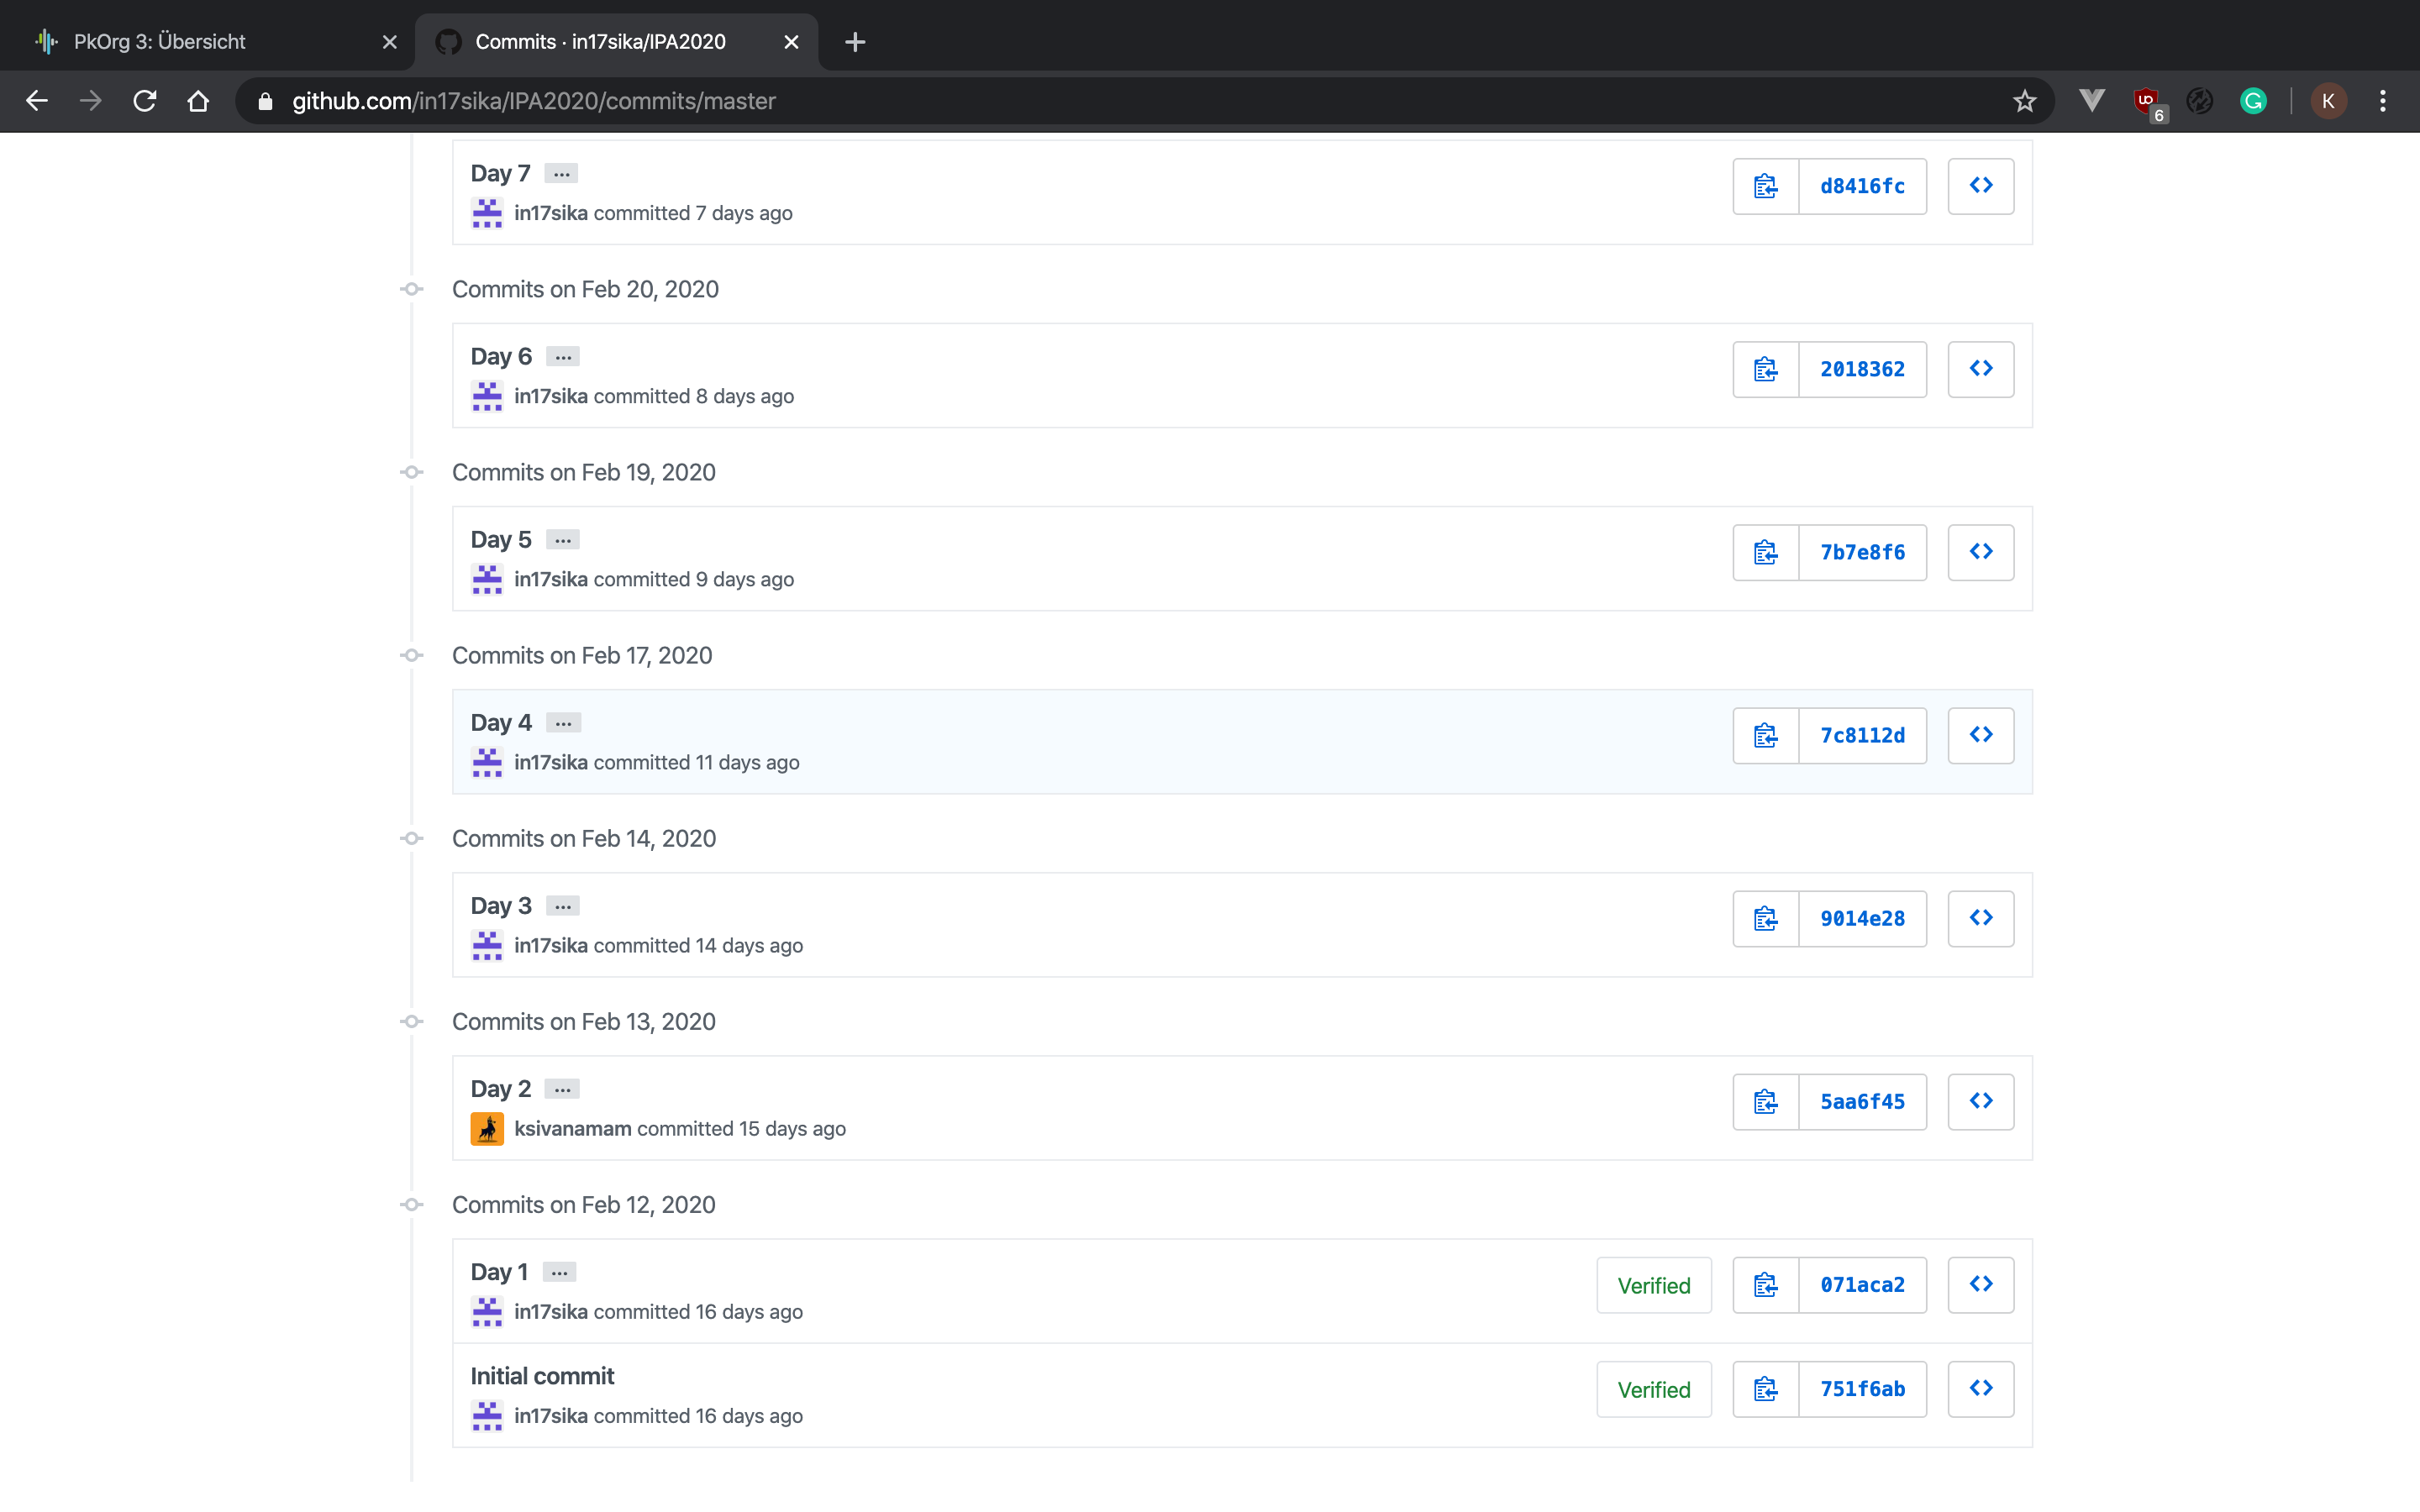 PkOrg 3: Übersicht
Commits · in17sika/IPA2020
github.com/in17sika/IPA2020/commits/master
6
K
Day 7 ...
d8416fc
in17sika committed 7 days ago
Commits on Feb 20, 2020
Day 6 ...
2018362
in17sika committed 8 days ago
Commits on Feb 19, 2020
Day 5 ...
7b7e8f6
in17sika committed 9 days ago
Commits on Feb 17, 2020
Day 4 ...
7c8112d
in17sika committed 11 days ago
Commits on Feb 14, 2020
Day 3 ...
9014e28
in17sika committed 14 days ago
Commits on Feb 13, 2020
Day 2 ...
5aa6f45
ksivanamam committed 15 days ago
Commits on Feb 12, 2020
Day 1 ...
Verified
071aca2
in17sika committed 16 days ago
Initial commit
Verified
751f6ab
in17sika committed 16 days ago